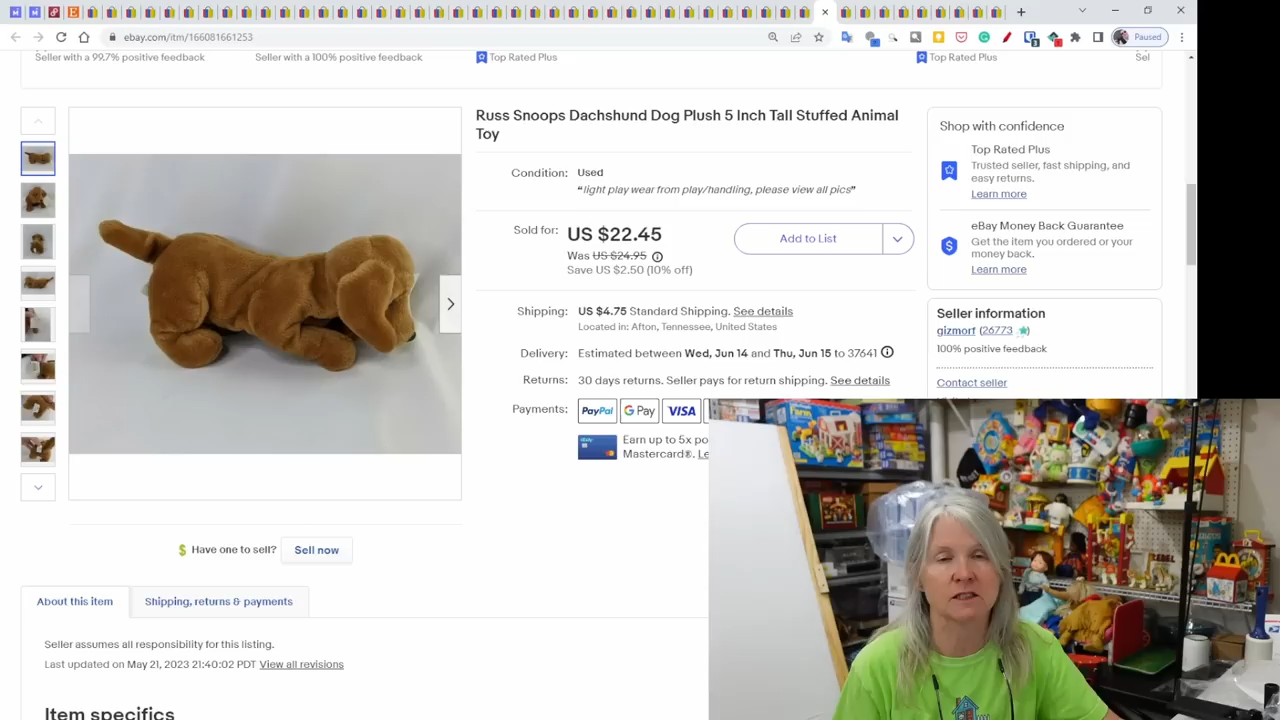 ebay.com/itm/166081661253
Paused
Seller with a 99.7% positive feedback
Seller with a 100% positive feedback
Top Rated Plus
Top Rated Plus
Sel
Russ Snoops Dachshund Dog Plush 5 Inch Tall Stuffed Animal
Toy
Condition: Used
“light play wear from play/handling, please view all pics”
Sold for: US $22.45
Was US $24.95
Save US $2.50 (10% off)
Add to List
Shipping: US $4.75 Standard Shipping. See details
Located in: Afton, Tennessee, United States
Delivery: Estimated between Wed, Jun 14 and Thu, Jun 15 to 37641
Returns: 30 days returns. Seller pays for return shipping. See details
Payments: PayPal G Pay VISA
Earn up to 5x po
Mastercard®. Le
Shop with confidence
Top Rated Plus
Trusted seller, fast shipping, and
easy returns.
Learn more
eBay Money Back Guarantee
Get the item you ordered or your
money back.
Learn more
Seller information
gizmorf (26773)
100% positive feedback
Contact seller
Have one to sell? Sell now
About this item
Shipping, returns & payments
Seller assumes all responsibility for this listing.
Last updated on May 21, 2023 21:40:02 PDT View all revisions
Item specifics